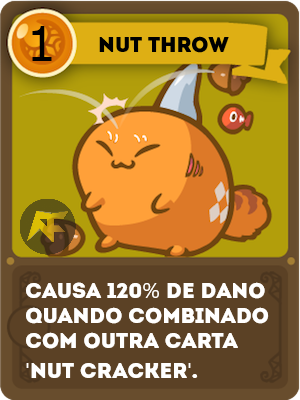 1
NUT THROW
CAUSA 120% DE DANO
QUANDO COMBINADO
COM OUTRA CARTA
'NUT CRACKER'.